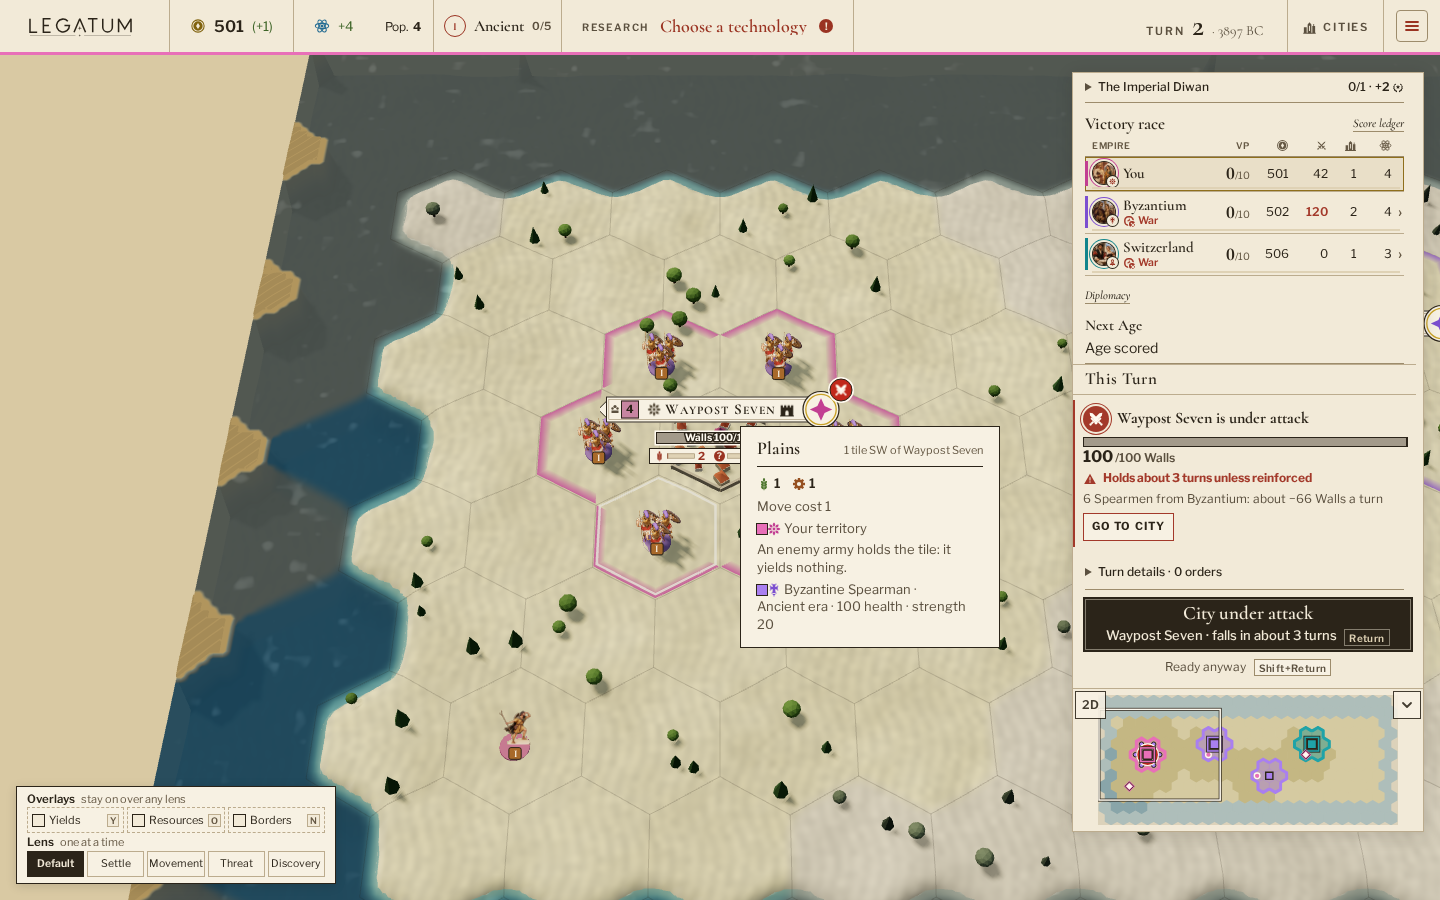 LEGATUM
501 (+1)
+4
Pop. 4
I Ancient 0/5
RESEARCH Choose a technology !
TURN 2 · 3897 BC
CITIES
The Imperial Diwan 0/1 · +2
Victory race Score ledger
EMPIRE VP
You 0/10 501 42 1 4
Byzantium 0/10 502 120 2 4 ›
War
Switzerland 0/10 506 0 1 3 ›
War
Diplomacy
Next Age
Age scored
This Turn
Waypost Seven is under attack
100 /100 Walls
Holds about 3 turns unless reinforced
6 Spearmen from Byzantium: about −66 Walls a turn
GO TO CITY
Turn details · 0 orders
City under attack
Waypost Seven · falls in about 3 turns Return
Ready anyway Shift+Return
2D
I
I
4 WAYPOST SEVEN
Walls 100/1
2 ?
I
I
I
Plains 1 tile SW of Waypost Seven
1 1
Move cost 1
Your territory
An enemy army holds the tile: it
yields nothing.
Byzantine Spearman ·
Ancient era · 100 health · strength
20
Overlays stay on over any lens
Yields Y Resources O Borders N
Lens one at a time
Default Settle Movement Threat Discovery